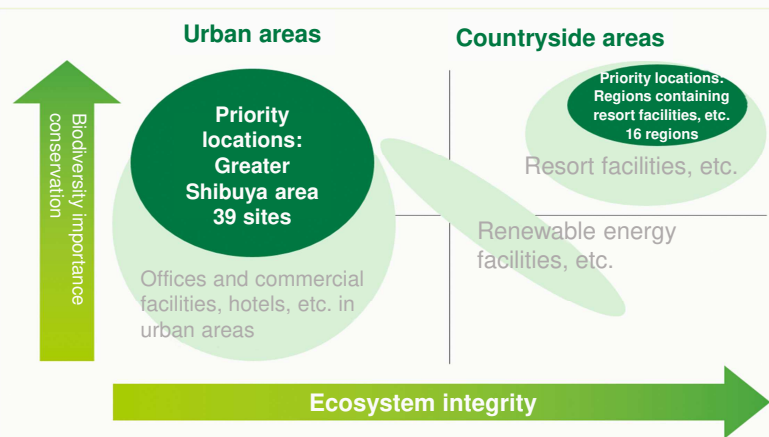 Urban areas
Countryside areas
Biodiversity importance
conservation
Priority
locations:
Greater
Shibuya area
39 sites
Offices and commercial
facilities, hotels, etc. in
urban areas
Priority locations:
Regions containing
resort facilities, etc.
16 regions
Resort facilities, etc.
Renewable energy
facilities, etc.
Ecosystem integrity